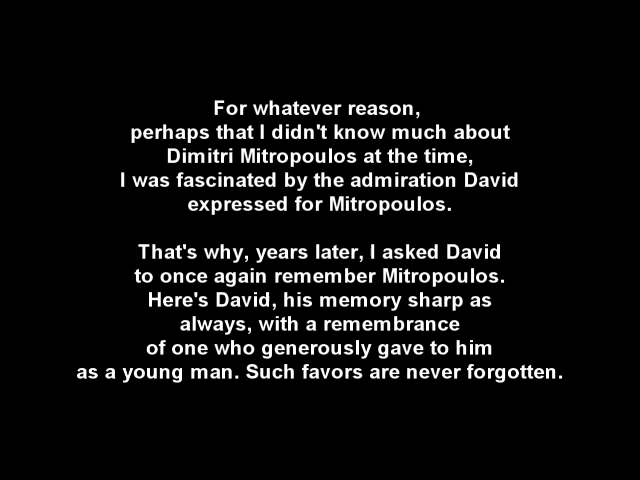 For whatever reason,
perhaps that I didn't know much about
Dimitri Mitropoulos at the time,
I was fascinated by the admiration David
expressed for Mitropoulos.
That's why, years later, I asked David
to once again remember Mitropoulos.
Here's David, his memory sharp as
always, with a remembrance
of one who generously gave to him
as a young man. Such favors are never forgotten.